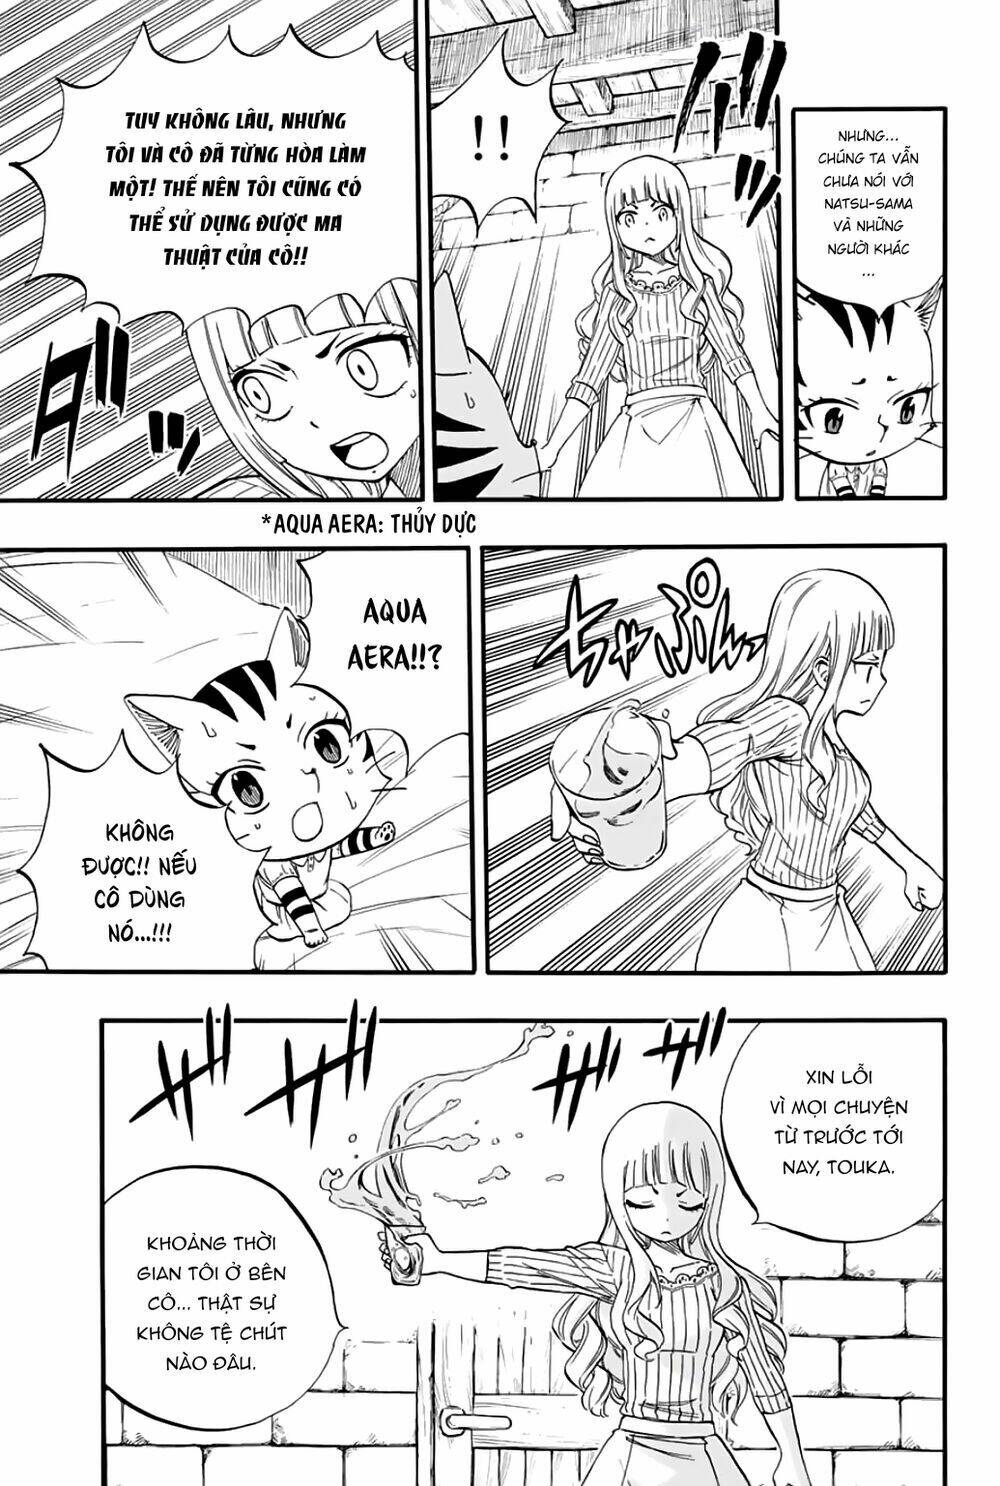 NHƯNG...
CHÚNG TA VẪN
CHƯA NÓI VỚI
NATSU-SAMA
VÀ NHỮNG
NGƯỜI KHÁC
...
!!
TUY KHÔNG LÂU, NHƯNG
TÔI VÀ CÔ ĐÃ TỪNG HÒA LÀM
MỘT! THẾ NÊN TÔI CŨNG CÓ
THỂ SỬ DỤNG ĐƯỢC MA
THUẬT CỦA CÔ!!
*AQUA AERA: THỦY DỰC
ちゃぷんっ
AQUA
AERA!!?
KHÔNG
ĐƯỢC!! NẾU
CÔ DÙNG
NÓ...!!!
XIN LỖI
VÌ MỌI CHUYỆN
TỪ TRƯỚC TỚI
NAY, TOUKA.
KHOẢNG THỜI
GIAN TÔI Ở BÊN
CÔ... THẬT SỰ
KHÔNG TỆ CHÚT
NÀO ĐÂU.